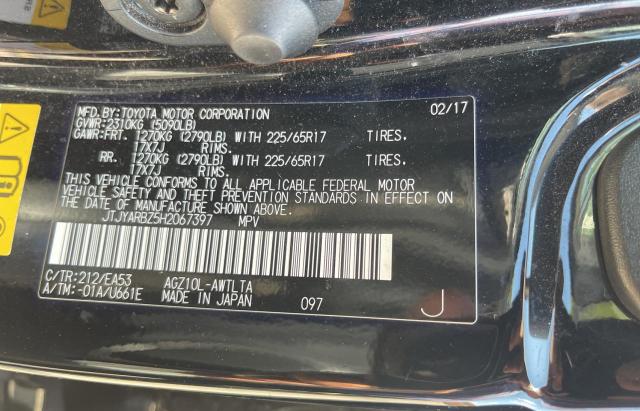 MFD.BY:TOYOTA MOTOR CORPORATION 02/17
GVWR:2310KG (5090LB)
GAWR:FRT. 1270KG (2790LB) WITH 225/65R17 TIRES.
17X7J RIMS.
RR. 1270KG (2790LB) WITH 225/65R17 TIRES.
17X7J RIMS.
THIS VEHICLE CONFORMS TO ALL APPLICABLE FEDERAL MOTOR
VEHICLE SAFETY AND THEFT PREVENTION STANDARDS IN EFFECT ON
THE DATE OF MANUFACTURE SHOWN ABOVE.
JTJYARBZ5H2067397 MPV
C/TR:212/EA53 AGZ10L-AWTLTA
A/TM:-01A/U661E MADE IN JAPAN 097 J